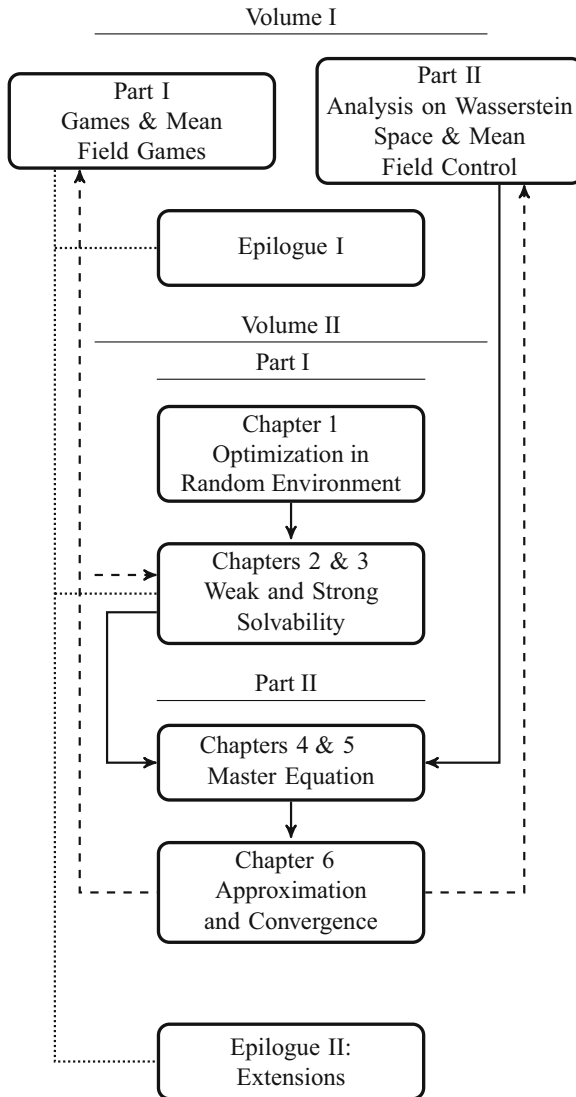 Volume I
Part I
Games & Mean
Field Games
Part II
Analysis on Wasserstein
Space & Mean
Field Control
Epilogue I
Volume II
Part I
Chapter 1
Optimization in
Random Environment
Chapters 2 & 3
Weak and Strong
Solvability
Part II
Chapters 4 & 5
Master Equation
Chapter 6
Approximation
and Convergence
Epilogue II:
Extensions